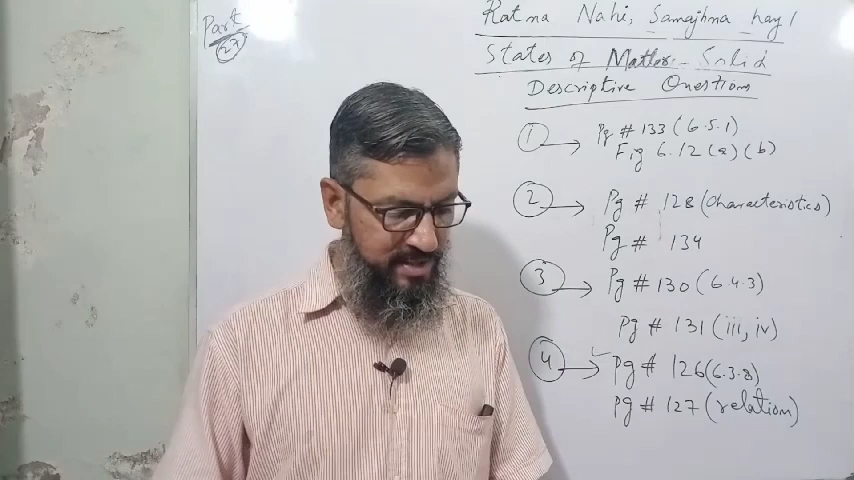 Part
27
Ratna Nahi, Samajhna hay!
States of Matter - Solid
Descriptive Questions
1 → Pg # 133 (6.5.1)
Fig 6.12 (a) (b)
2 → Pg # 128 (characteristics)
Pg # 134
3 → Pg # 130 (6.4.3)
Pg # 131 (iii, iv)
4 → Pg # 126 (6.3.8)
Pg # 127 (relation)